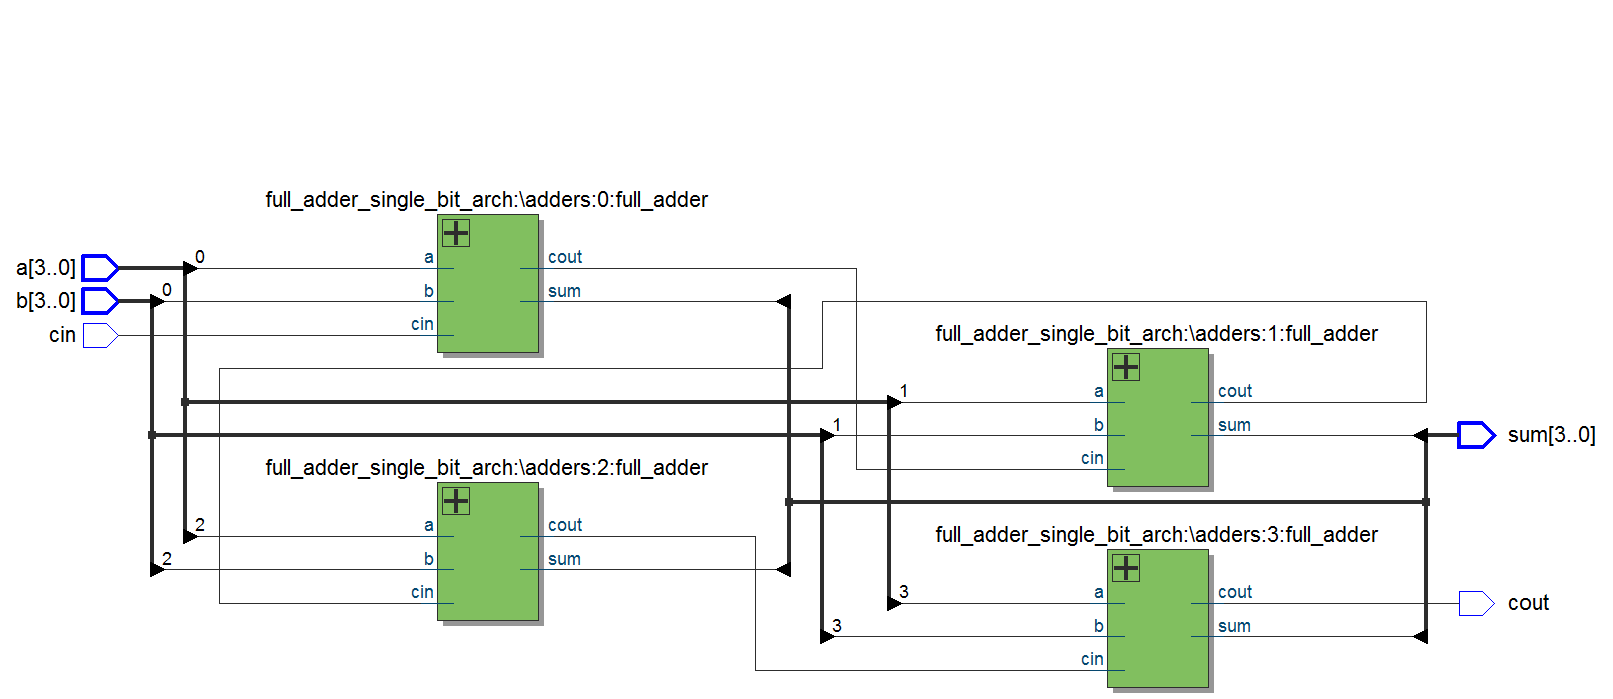 full_adder_single_bit_arch:\adders:0:full_adder
a[3..0]
0
a
cout
b[3..0]
0
b
sum
cin
cin
full_adder_single_bit_arch:\adders:1:full_adder
1
a
cout
1
b
sum
sum[3..0]
cin
full_adder_single_bit_arch:\adders:2:full_adder
2
a
cout
2
b
sum
cin
full_adder_single_bit_arch:\adders:3:full_adder
3
a
cout
cout
3
b
sum
cin